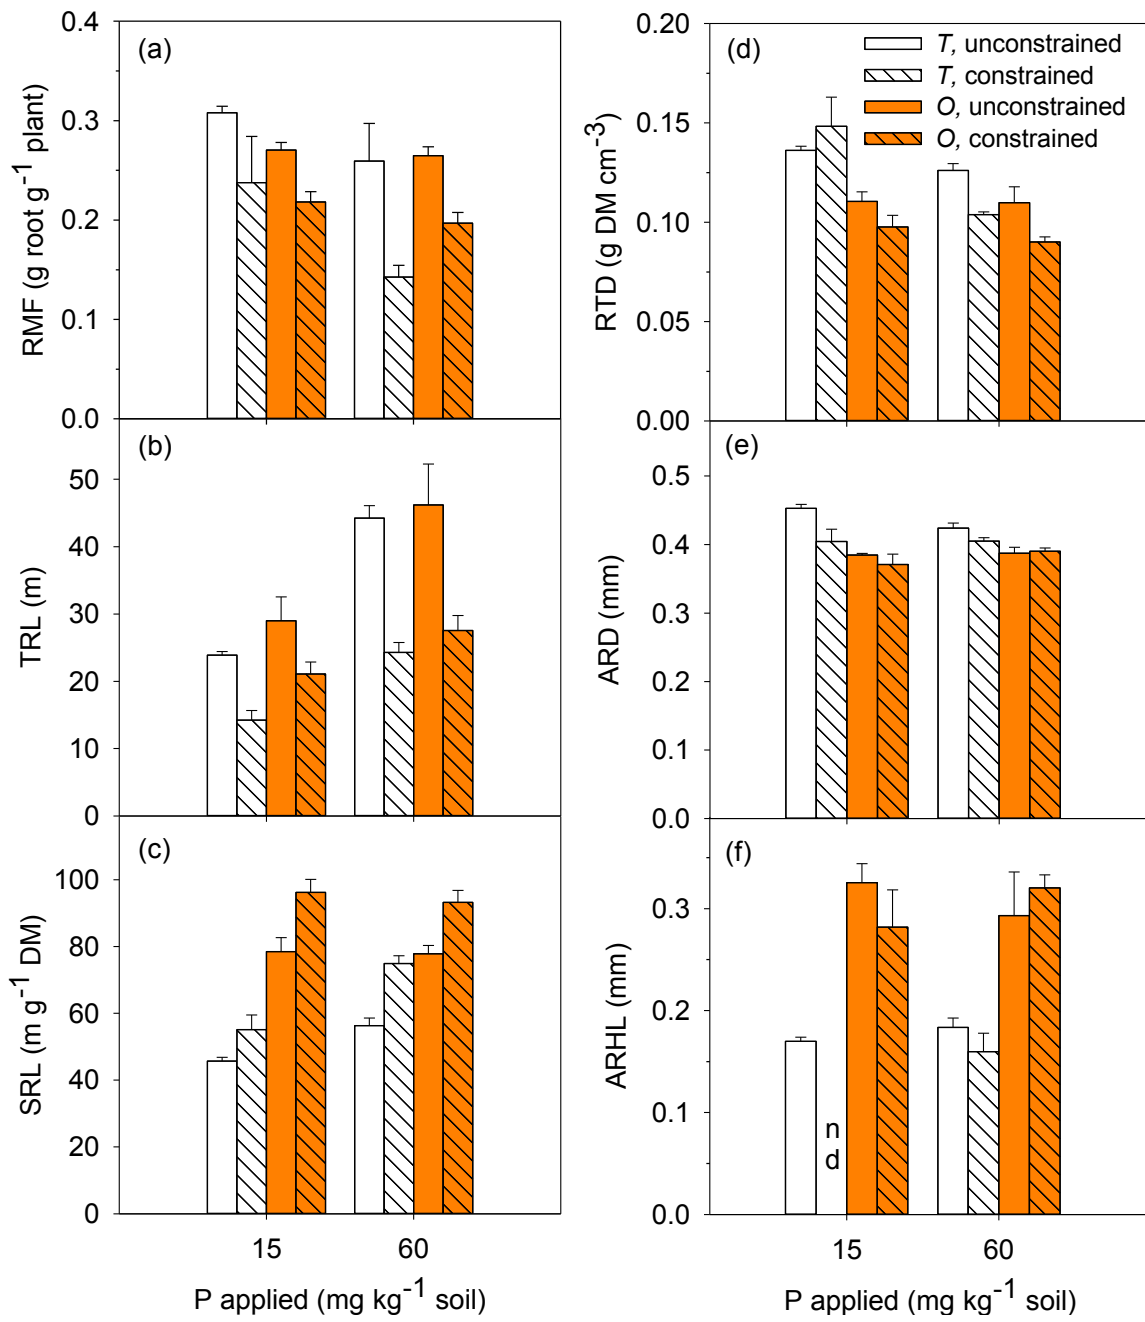 (a)
RMF (g root g⁻¹ plant)
0.4
0.3
0.2
0.1
0.0
(b)
TRL (m)
50
40
30
20
10
0
(c)
SRL (m g⁻¹ DM)
100
80
60
40
20
0
15
60
P applied (mg kg⁻¹ soil)
(d)
T, unconstrained
T, constrained
O, unconstrained
O, constrained
RTD (g DM cm⁻³)
0.20
0.15
0.10
0.05
0.00
(e)
ARD (mm)
0.5
0.4
0.3
0.2
0.1
0.0
(f)
ARHL (mm)
0.3
0.2
0.1
0.0
n
d
15
60
P applied (mg kg⁻¹ soil)